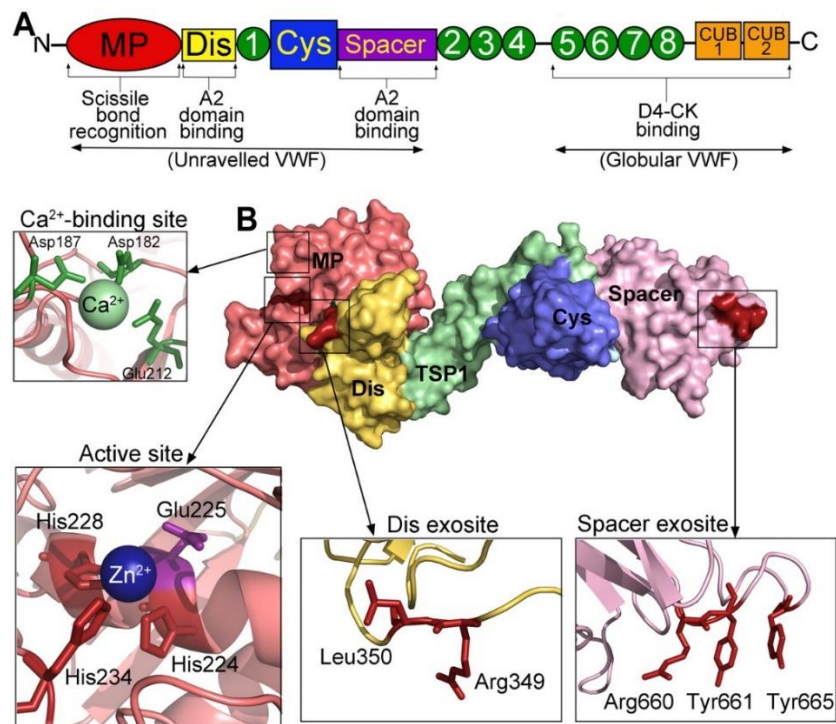 A
N MP Dis 1 Cys Spacer 2 3 4 5 6 7 8 CUB 1 CUB 2 C
Scissile
bond
recognition
A2
domain
binding
A2
domain
binding
D4-CK
binding
(Unravelled VWF)
(Globular VWF)
Ca²⁺-binding site
Asp187
Asp182
Ca²⁺
Glu212
B
MP
Dis
TSP1
Cys
Spacer
Active site
His228
Glu225
Zn²⁺
His234
His224
Dis exosite
Leu350
Arg349
Spacer exosite
Arg660 Tyr661 Tyr665